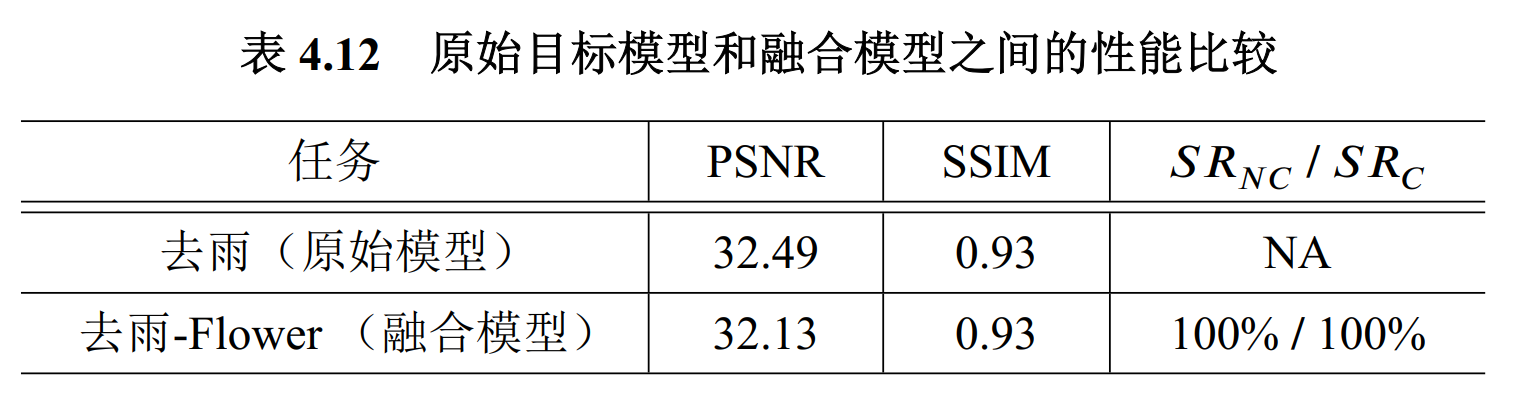 表 4.12 原始目标模型和融合模型之间的性能比较
任务 PSNR SSIM SR_NC / SR_C
去雨（原始模型） 32.49 0.93 NA
去雨-Flower（融合模型） 32.13 0.93 100% / 100%